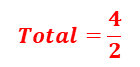 Total = 4/2